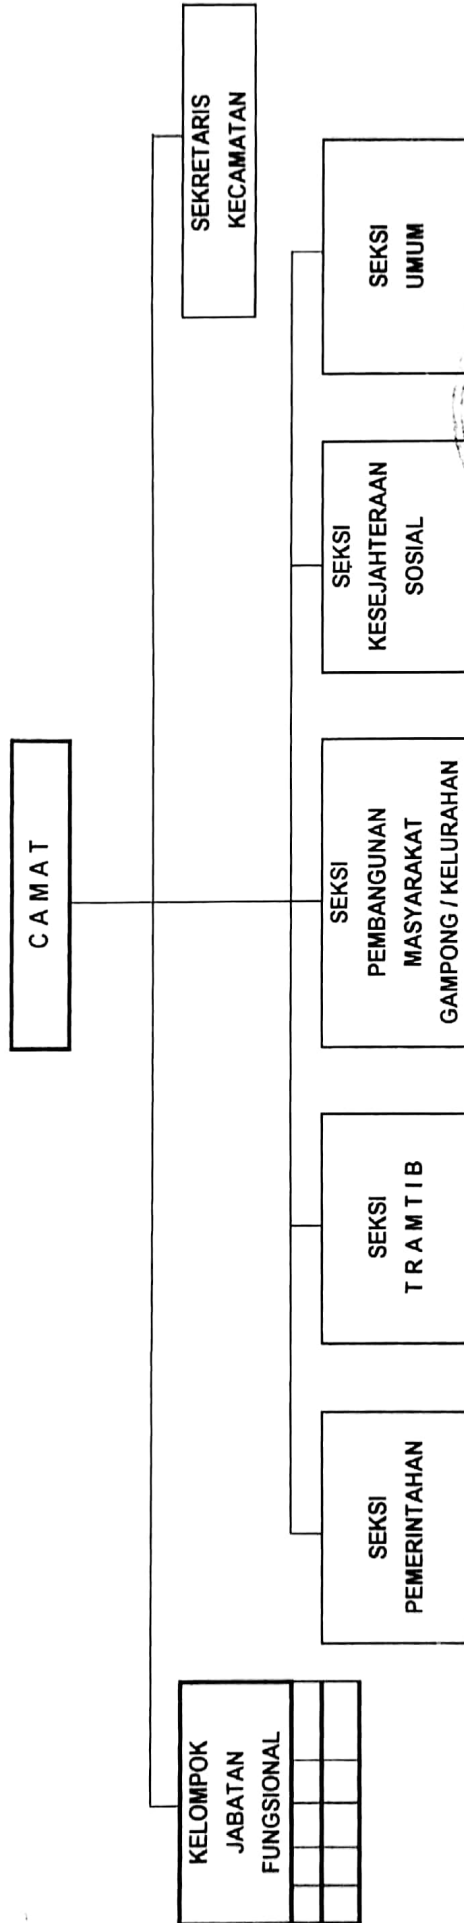 C A M A T
SEKRETARIS
KECAMATAN
KELOMPOK
JABATAN
FUNGSIONAL
SEKSI
PEMERINTAHAN
SEKSI
T R A M T I B
SEKSI
PEMBANGUNAN
MASYARAKAT
GAMPONG / KELURAHAN
SEKSI
KESEJAHTERAAN
SOSIAL
SEKSI
UMUM